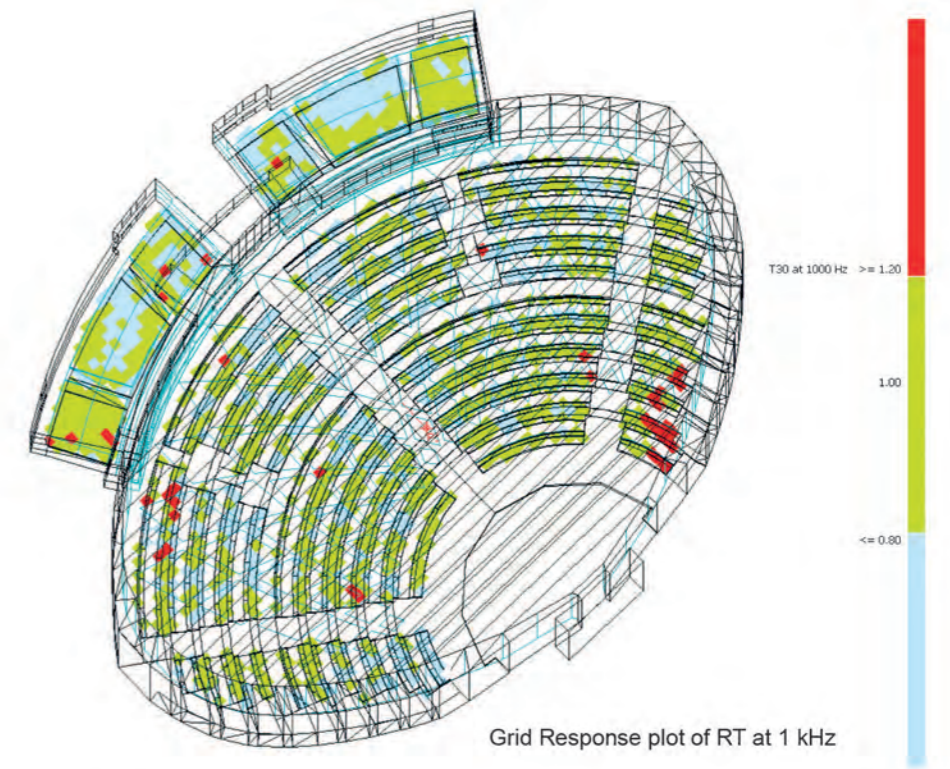 T30 at 1000 Hz >= 1.20
1.00
<= 0.80
Grid Response plot of RT at 1 kHz